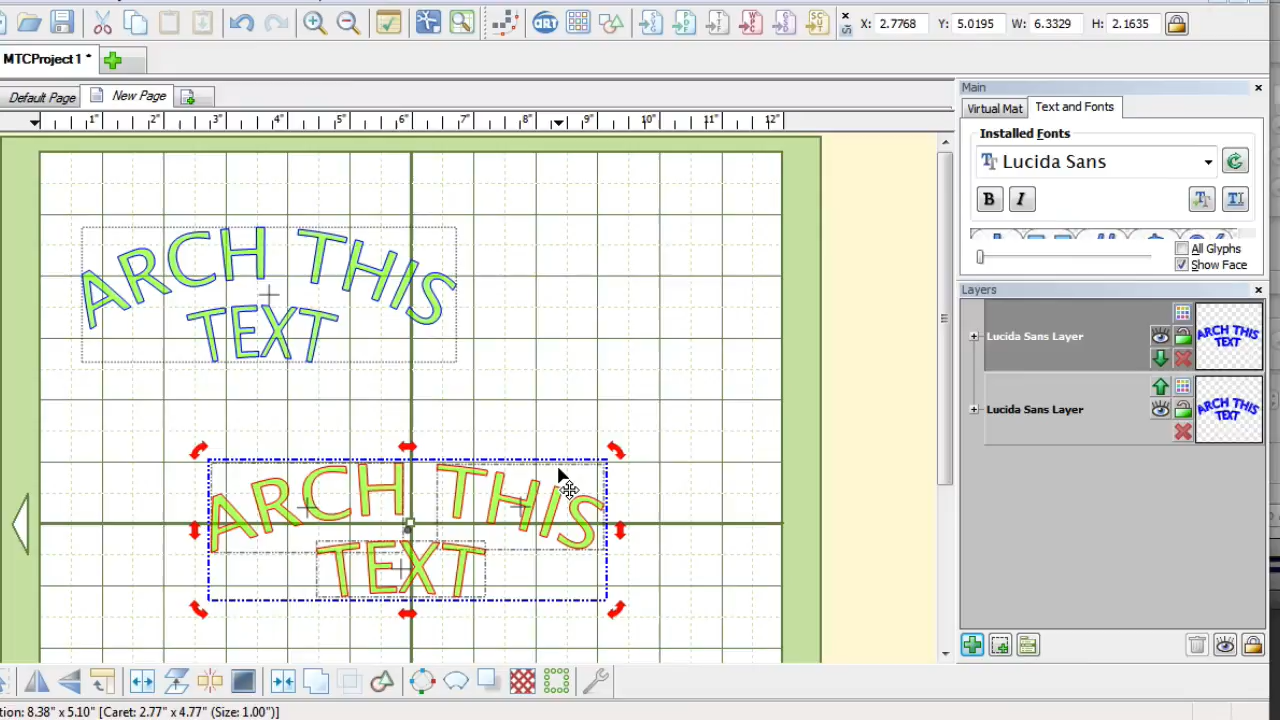 ART
X: 2.7768 Y: 5.0195 W: 6.3329 H: 2.1635
MTCProject1 *
Default Page New Page
1" 2" 3" 4" 5" 6" 7" 8" 9" 10" 11" 12"
Main
Virtual Mat Text and Fonts
Installed Fonts
Lucida Sans
B I
All Glyphs
Show Face
Layers
Lucida Sans Layer
ARCH THIS
TEXT
Lucida Sans Layer
ARCH THIS
TEXT
ARCH THIS
TEXT
ARCH THIS
TEXT
tion: 8.38" x 5.10" [Caret: 2.77" x 4.77" (Size: 1.00")]